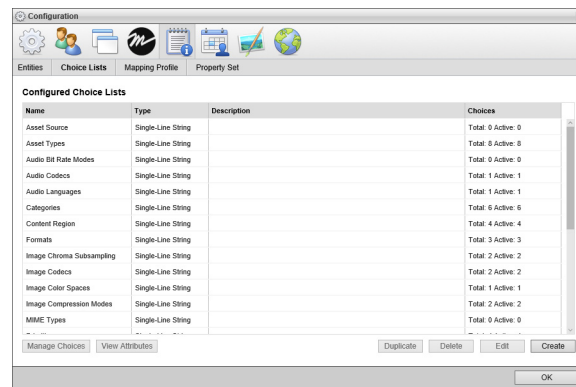 Configuration
Entities Choice Lists Mapping Profile Property Set
Configured Choice Lists
Name Type Description Choices
Asset Source Single-Line String Total: 0 Active: 0
Asset Types Single-Line String Total: 8 Active: 8
Audio Bit Rate Modes Single-Line String Total: 0 Active: 0
Audio Codecs Single-Line String Total: 1 Active: 1
Audio Languages Single-Line String Total: 1 Active: 1
Categories Single-Line String Total: 6 Active: 6
Content Region Single-Line String Total: 4 Active: 4
Formats Single-Line String Total: 3 Active: 3
Image Chroma Subsampling Single-Line String Total: 2 Active: 2
Image Codecs Single-Line String Total: 2 Active: 2
Image Color Spaces Single-Line String Total: 1 Active: 1
Image Compression Modes Single-Line String Total: 2 Active: 2
MIME Types Single-Line String Total: 0 Active: 0
Manage Choices View Attributes Duplicate Delete Edit Create
OK